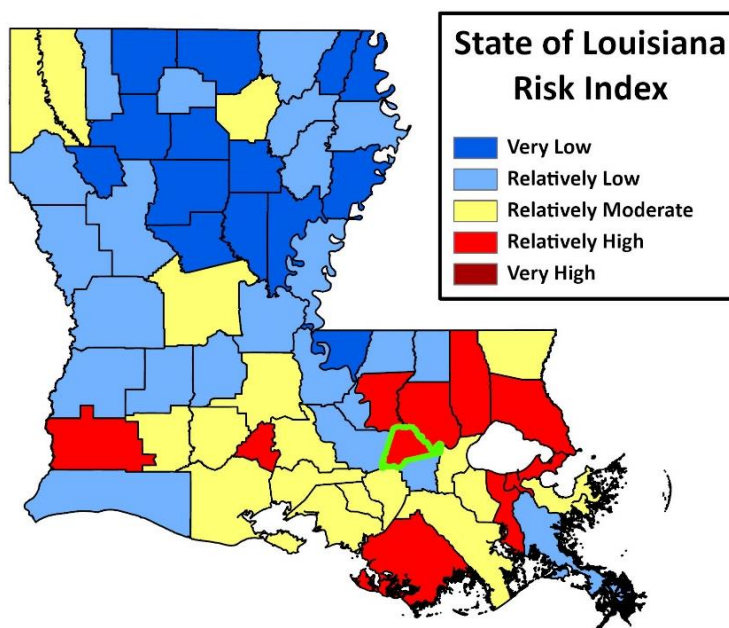 State of Louisiana
Risk Index
Very Low
Relatively Low
Relatively Moderate
Relatively High
Very High